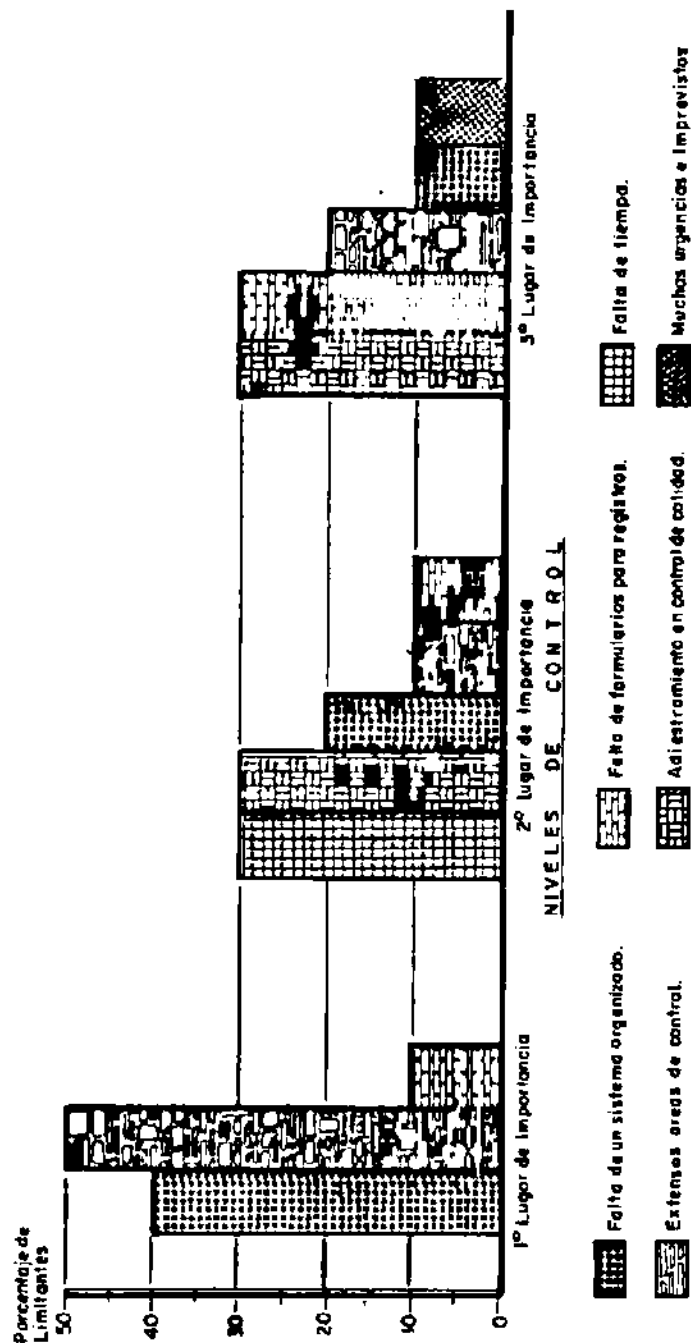 Porcentaje de
Limitantes
50
40
30
20
10
0
1º Lugar de Importancia
2º lugar de Importancia
3º Lugar de Importancia
NIVELES DE CONTROL
Falta de un sistema organizado.
Falta de formularios para registros.
Falta de tiempo.
Extensas areas de control.
Adiestramiento en control de calidad.
Muchas urgencias e Imprevistos